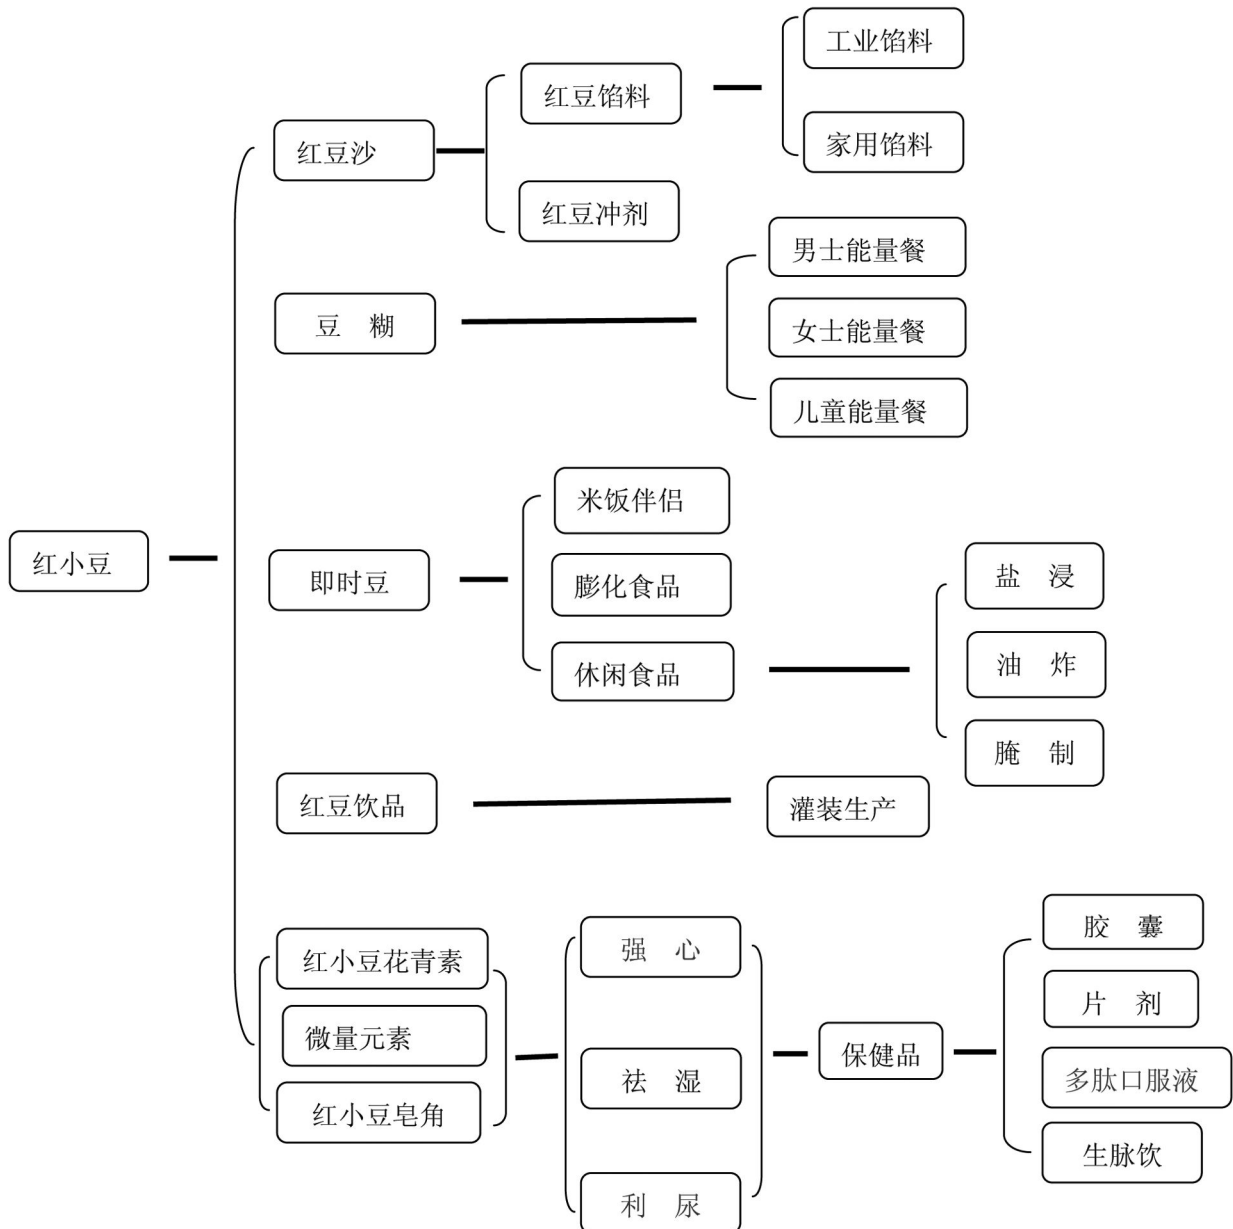 工业馅料
红豆馅料
家用馅料
红豆沙
红豆冲剂
男士能量餐
豆 糊
女士能量餐
儿童能量餐
米饭伴侣
红小豆
即时豆
膨化食品
盐 浸
休闲食品
油 炸
腌 制
红豆饮品
灌装生产
红小豆花青素
强 心
胶 囊
微量元素
片 剂
祛 湿
保健品
多肽口服液
红小豆皂角
生脉饮
利 尿